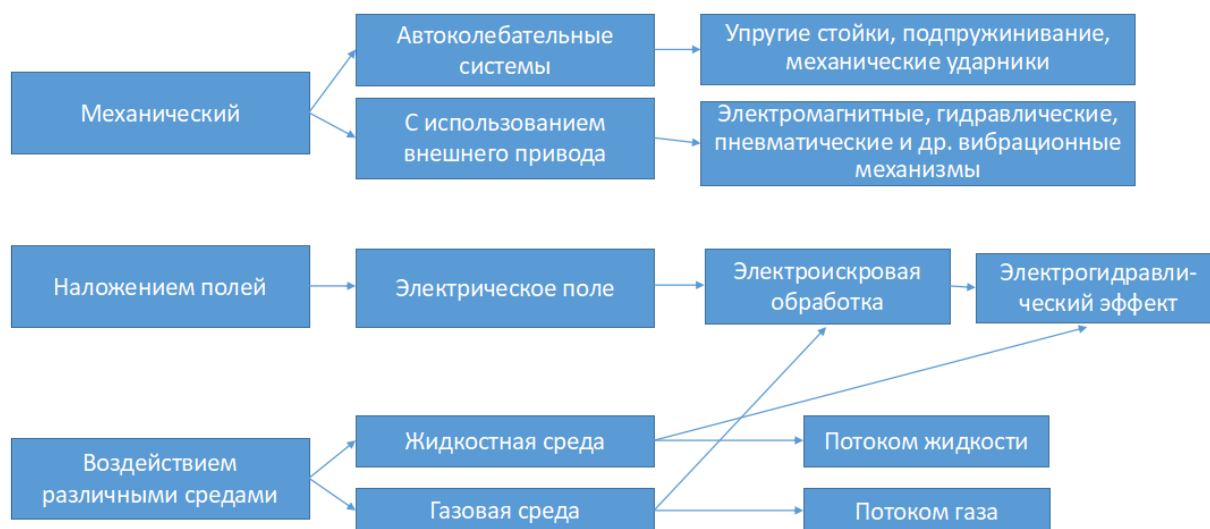 Механический
Автоколебательные
системы
Упругие стойки, подпружинивание,
механические ударники
С использованием
внешнего привода
Электромагнитные, гидравлические,
пневматические и др. вибрационные
механизмы
Наложением полей
Электрическое поле
Электроискровая
обработка
Электрогидравли-
ческий эффект
Воздействием
различными средами
Жидкостная среда
Потоком жидкости
Газовая среда
Потоком газа